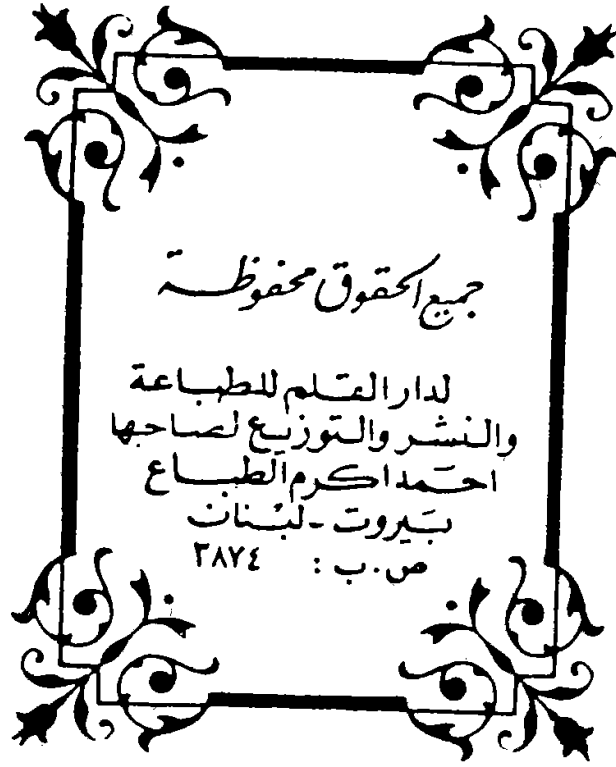 جميع الحقوق محفوظة
لدار القلم للطباعة
والنشر والتوزيع لصاحبها
احمد اكرم الطباع
بيروت - لبنان
ص.ب : ٣٨٧٤